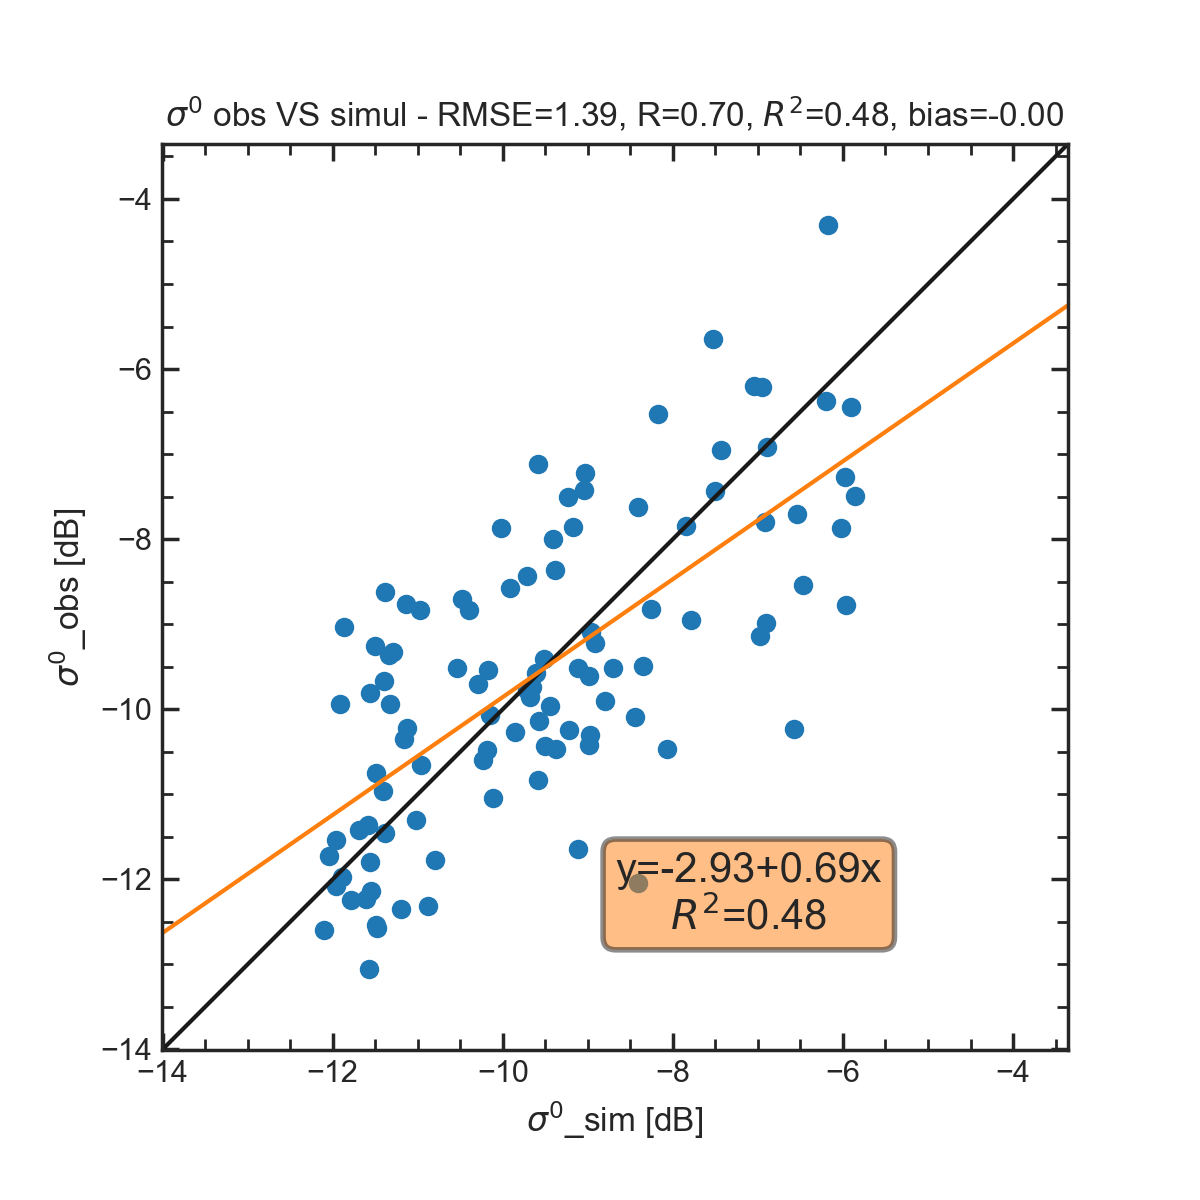 σ⁰ obs VS simul - RMSE=1.39, R=0.70, R²=0.48, bias=-0.00
−4
−6
−8
−10
−12
−14
σ⁰_obs [dB]
y=-2.93+0.69x
R²=0.48
−14 −12 −10 −8 −6 −4
σ⁰_sim [dB]